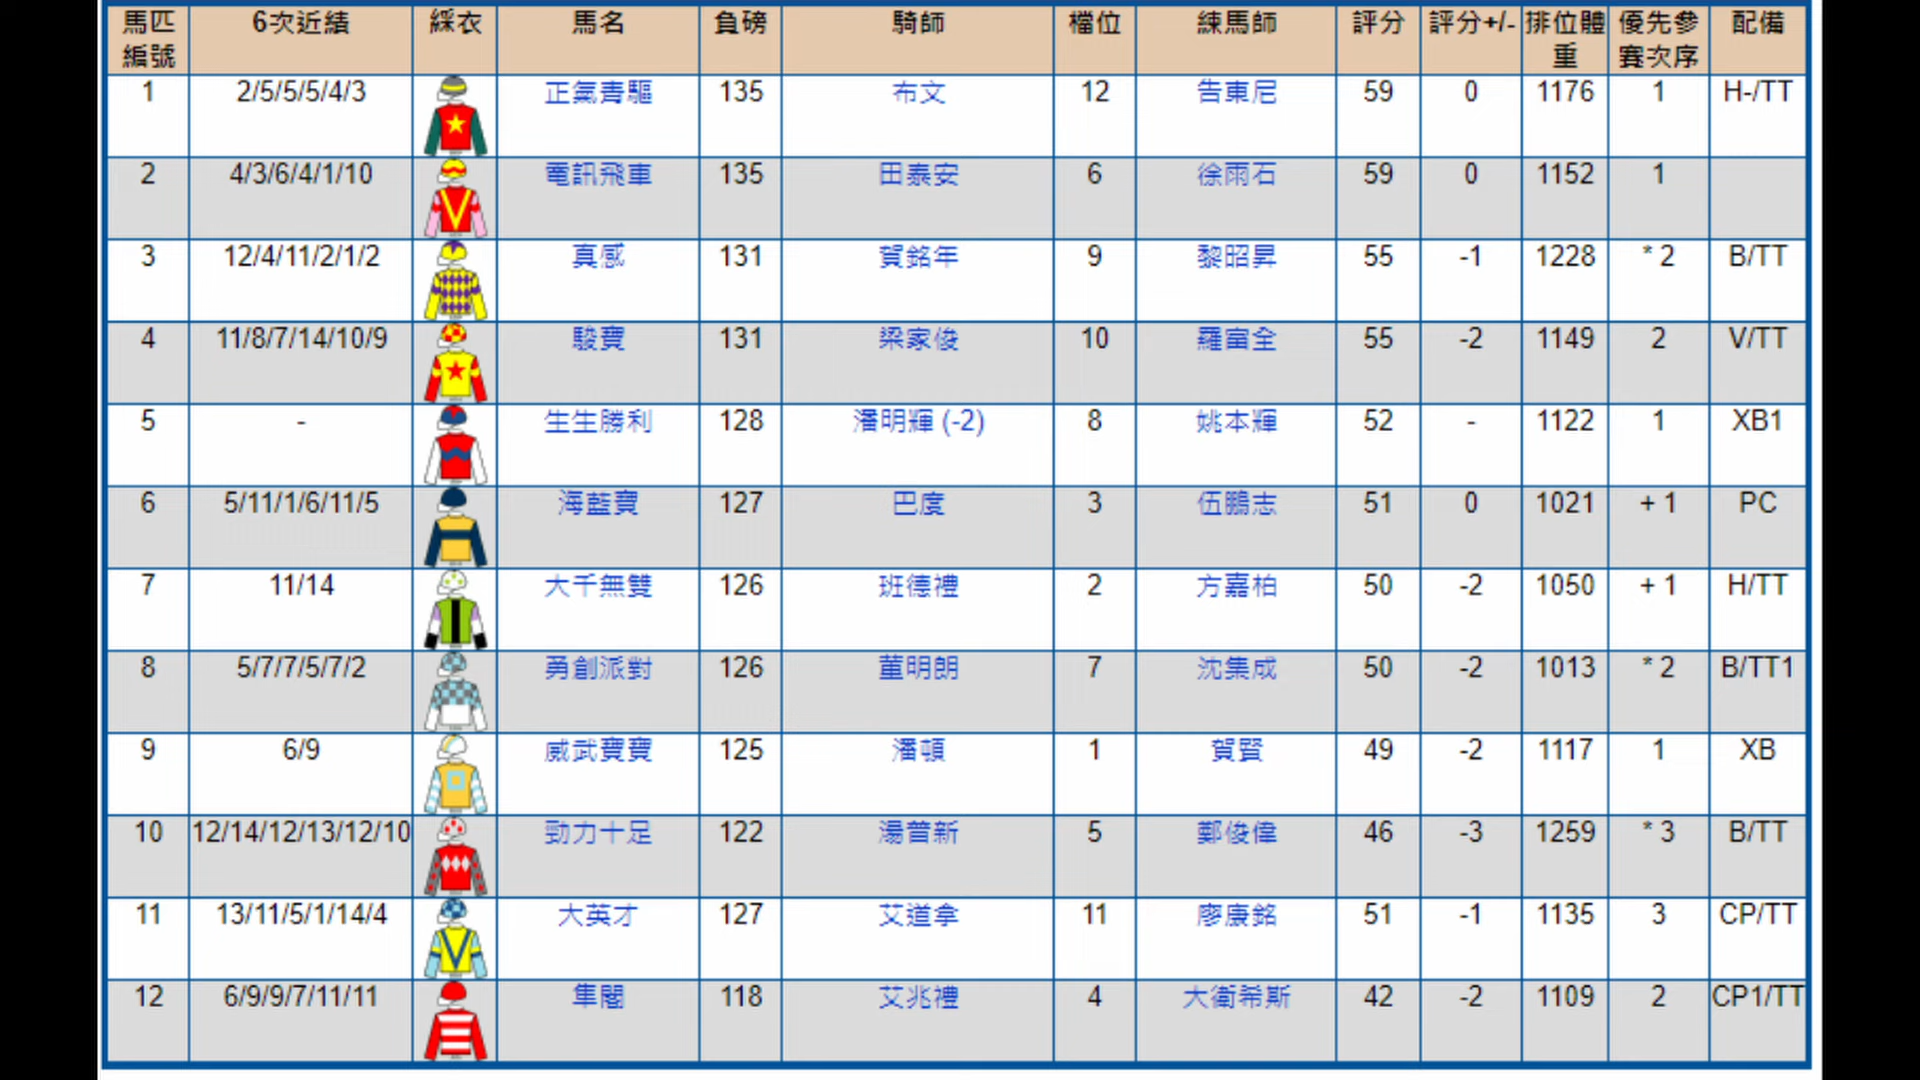 馬匹編號 6次近績 綵衣 馬名 負磅 騎師 檔位 練馬師 評分 評分+/- 排位體重 優先參賽次序 配備
1 2/5/5/5/4/3 正氣青驅 135 布文 12 告東尼 59 0 1176 1 H-/TT
2 4/3/6/4/1/10 電訊飛車 135 田泰安 6 徐雨石 59 0 1152 1
3 12/4/11/2/1/2 真感 131 賀銘年 9 黎昭昇 55 -1 1228 * 2 B/TT
4 11/8/7/14/10/9 駿寶 131 梁家俊 10 羅富全 55 -2 1149 2 V/TT
5 - 生生勝利 128 潘明輝 (-2) 8 姚本輝 52 - 1122 1 XB1
6 5/11/1/6/11/5 海藍寶 127 巴度 3 伍鵬志 51 0 1021 + 1 PC
7 11/14 大千無雙 126 班德禮 2 方嘉柏 50 -2 1050 + 1 H/TT
8 5/7/7/5/7/2 勇創派對 126 董明朗 7 沈集成 50 -2 1013 * 2 B/TT1
9 6/9 威武寶寶 125 潘頓 1 賀賢 49 -2 1117 1 XB
10 12/14/12/13/12/10 勁力十足 122 湯普新 5 鄭俊偉 46 -3 1259 * 3 B/TT
11 13/11/5/1/14/4 大英才 127 艾道拿 11 廖康銘 51 -1 1135 3 CP/TT
12 6/9/9/7/11/11 隼閣 118 艾兆禮 4 大衛希斯 42 -2 1109 2 CP1/TT